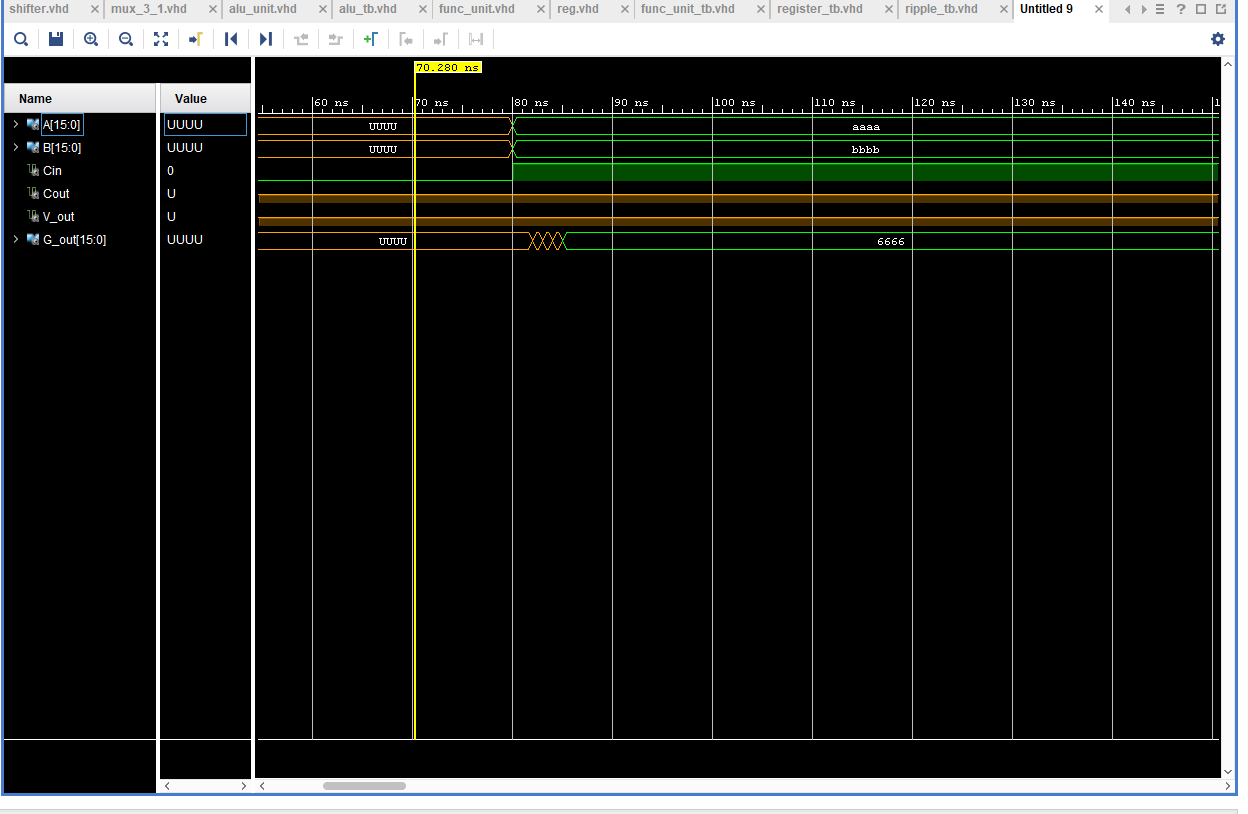 shifter.vhd mux_3_1.vhd alu_unit.vhd alu_tb.vhd func_unit.vhd reg.vhd func_unit_tb.vhd register_tb.vhd ripple_tb.vhd Untitled 9
70.280 ns
Name Value 60 ns 70 ns 80 ns 90 ns 100 ns 110 ns 120 ns 130 ns 140 ns 1
A[15:0] UUUU UUUU aaaa
B[15:0] UUUU UUUU bbbb
Cin 0
Cout U
V_out U
G_out[15:0] UUUU UUUU 6666